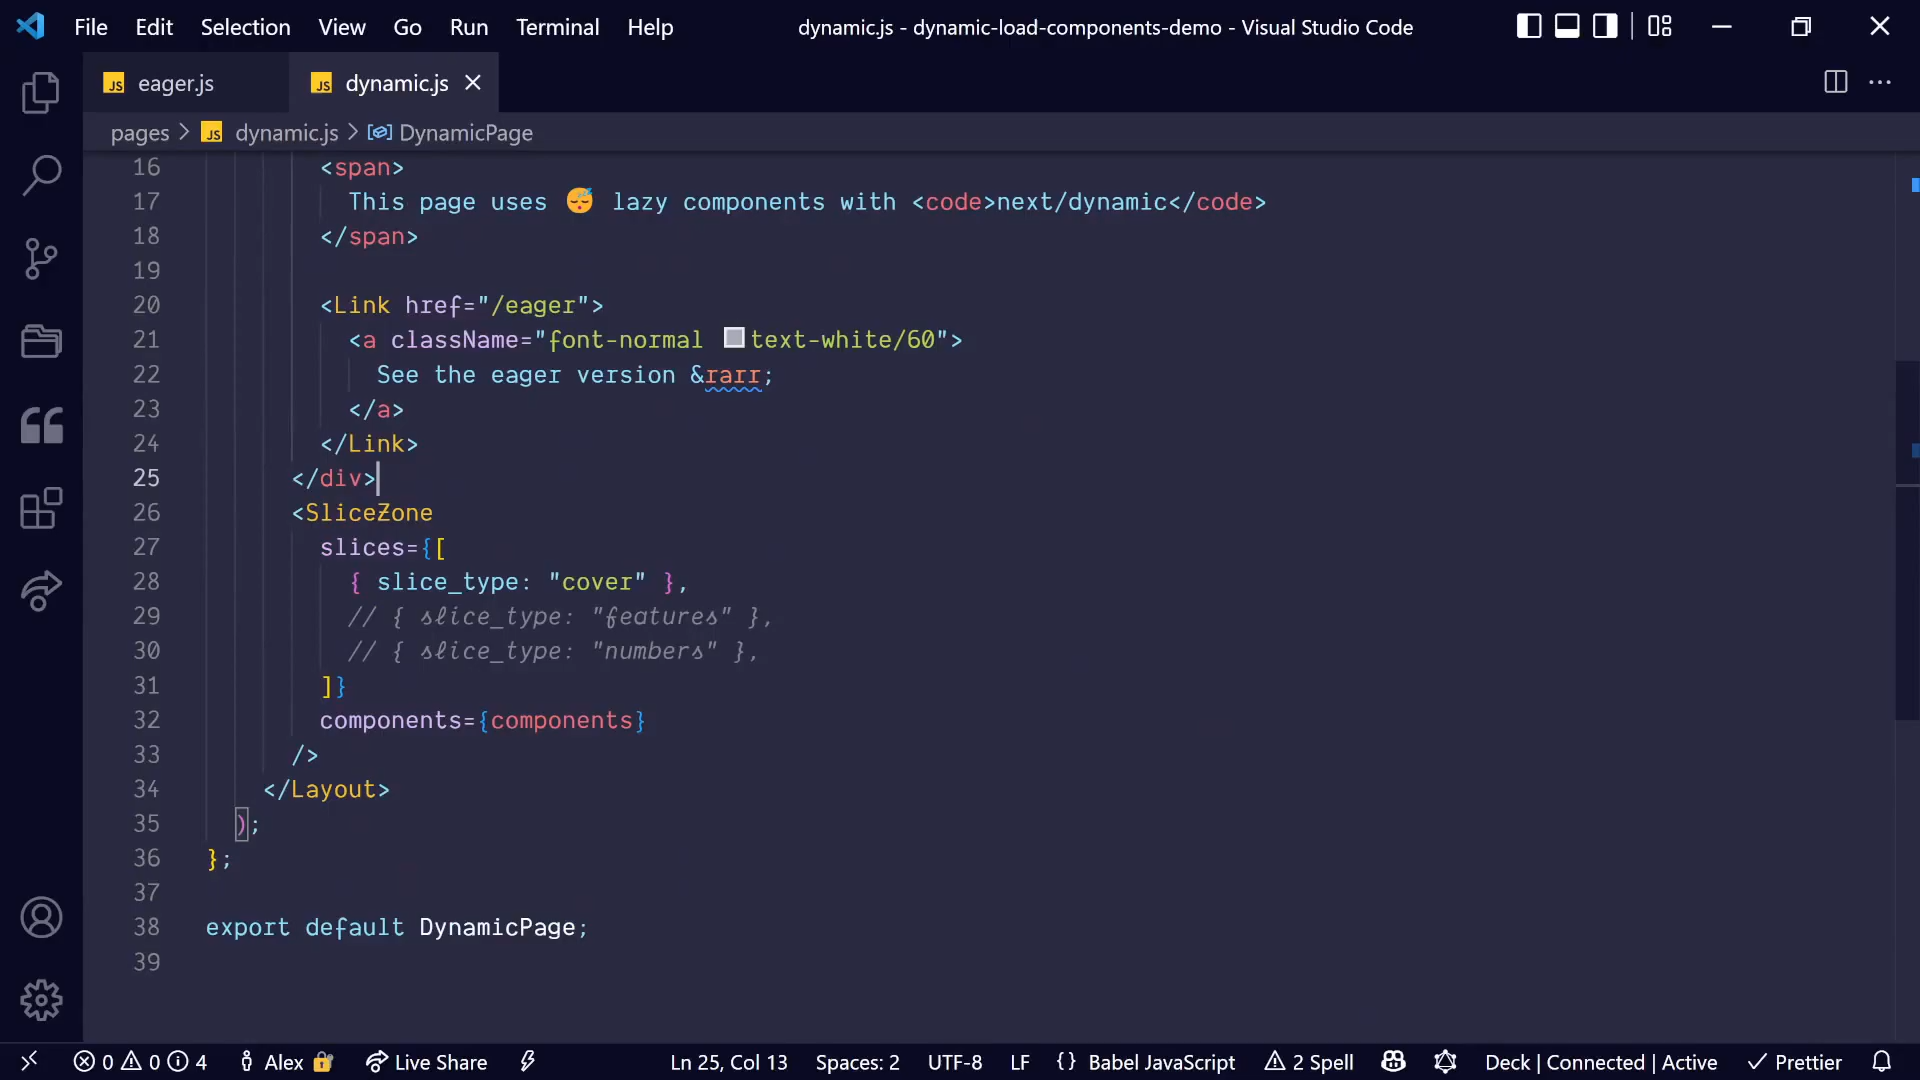 File Edit Selection View Go Run Terminal Help dynamic.js - dynamic-load-components-demo - Visual Studio Code
JS eager.js JS dynamic.js
pages > JS dynamic.js > DynamicPage
16 <span>
17 This page uses 😴 lazy components with <code>next/dynamic</code>
18 </span>
19
20 <Link href="/eager">
21 <a className="font-normal text-white/60">
22 See the eager version &rarr;
23 </a>
24 </Link>
25 </div>
26 <SliceZone
27 slices={[
28 { slice_type: "cover" },
29 // { slice_type: "features" },
30 // { slice_type: "numbers" },
31 ]}
32 components={components}
33 />
34 </Layout>
35 );
36 };
37
38 export default DynamicPage;
39
0 0 4 Alex 🔐 Live Share Ln 25, Col 13 Spaces: 2 UTF-8 LF {} Babel JavaScript 2 Spell Deck | Connected | Active Prettier